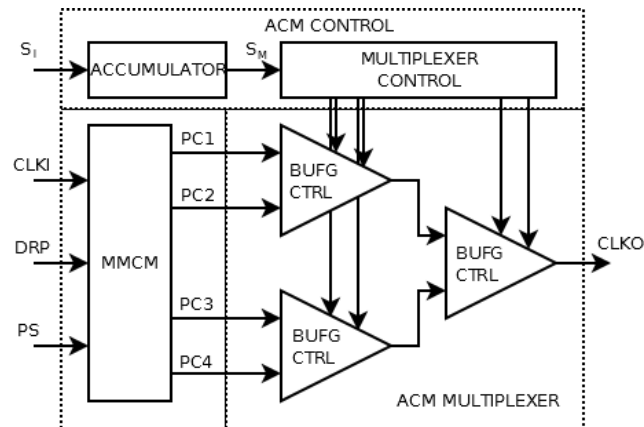 ACM CONTROL
S_I
ACCUMULATOR
S_M
MULTIPLEXER
CONTROL
CLKI
DRP
PS
MMCM
PC1
PC2
PC3
PC4
BUFG
CTRL
BUFG
CTRL
BUFG
CTRL
CLKO
ACM MULTIPLEXER